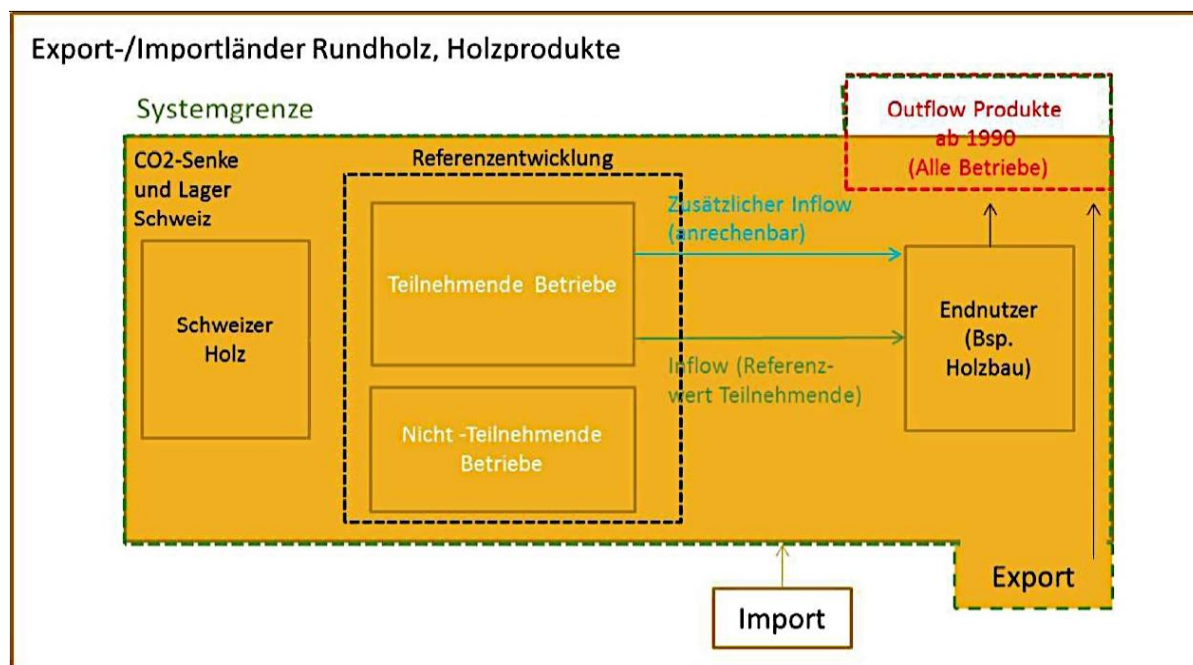 Export-/Importländer Rundholz, Holzprodukte
Systemgrenze
Outflow Produkte
ab 1990
(Alle Betriebe)
CO2-Senke
und Lager
Schweiz
Referenzentwicklung
Zusätzlicher Inflow
(anrechenbar)
Teilnehmende Betriebe
Schweizer
Holz
Endnutzer
(Bsp.
Holzbau)
Inflow (Referenz-
wert Teilnehmende)
Nicht -Teilnehmende
Betriebe
Export
Import